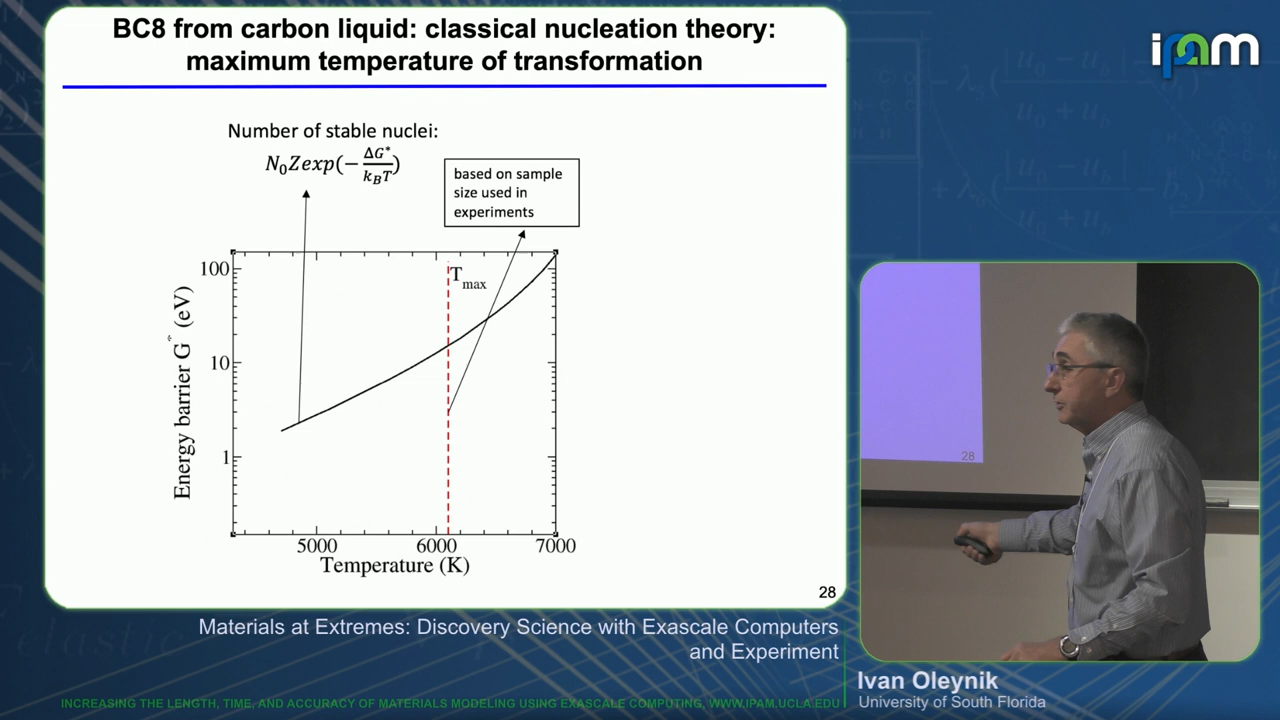 BC8 from carbon liquid: classical nucleation theory:
maximum temperature of transformation
ipam
Number of stable nuclei:
N₀Zexp(−ΔG*/k_BT)
based on sample
size used in
experiments
T_max
100
10
1
Energy barrier G* (eV)
5000 6000 7000
Temperature (K)
28
28
Materials at Extremes: Discovery Science with Exascale Computers
and Experiment
Ivan Oleynik
University of South Florida
INCREASING THE LENGTH, TIME, AND ACCURACY OF MATERIALS MODELING USING EXASCALE COMPUTING, WWW.IPAM.UCLA.EDU